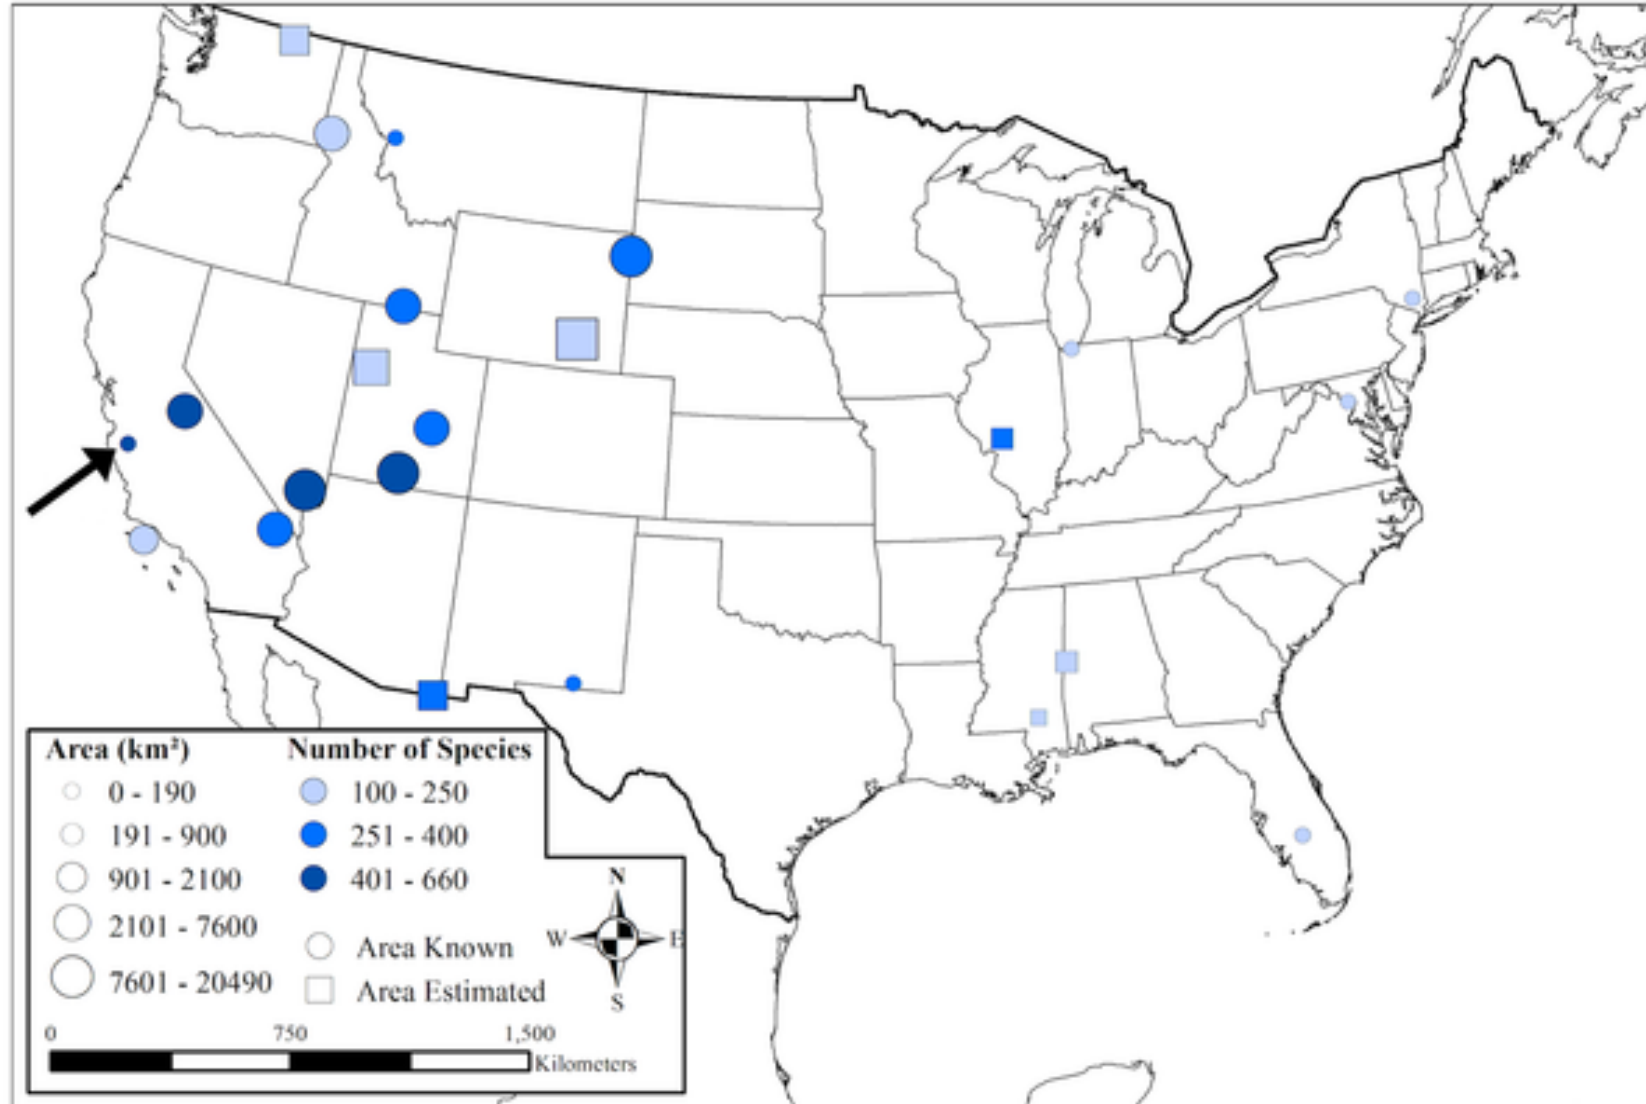 Area (km²) Number of Species
0 - 190 100 - 250
191 - 900 251 - 400
901 - 2100 401 - 660
2101 - 7600 Area Known
7601 - 20490 Area Estimated
N
W E
S
0 750 1,500
Kilometers